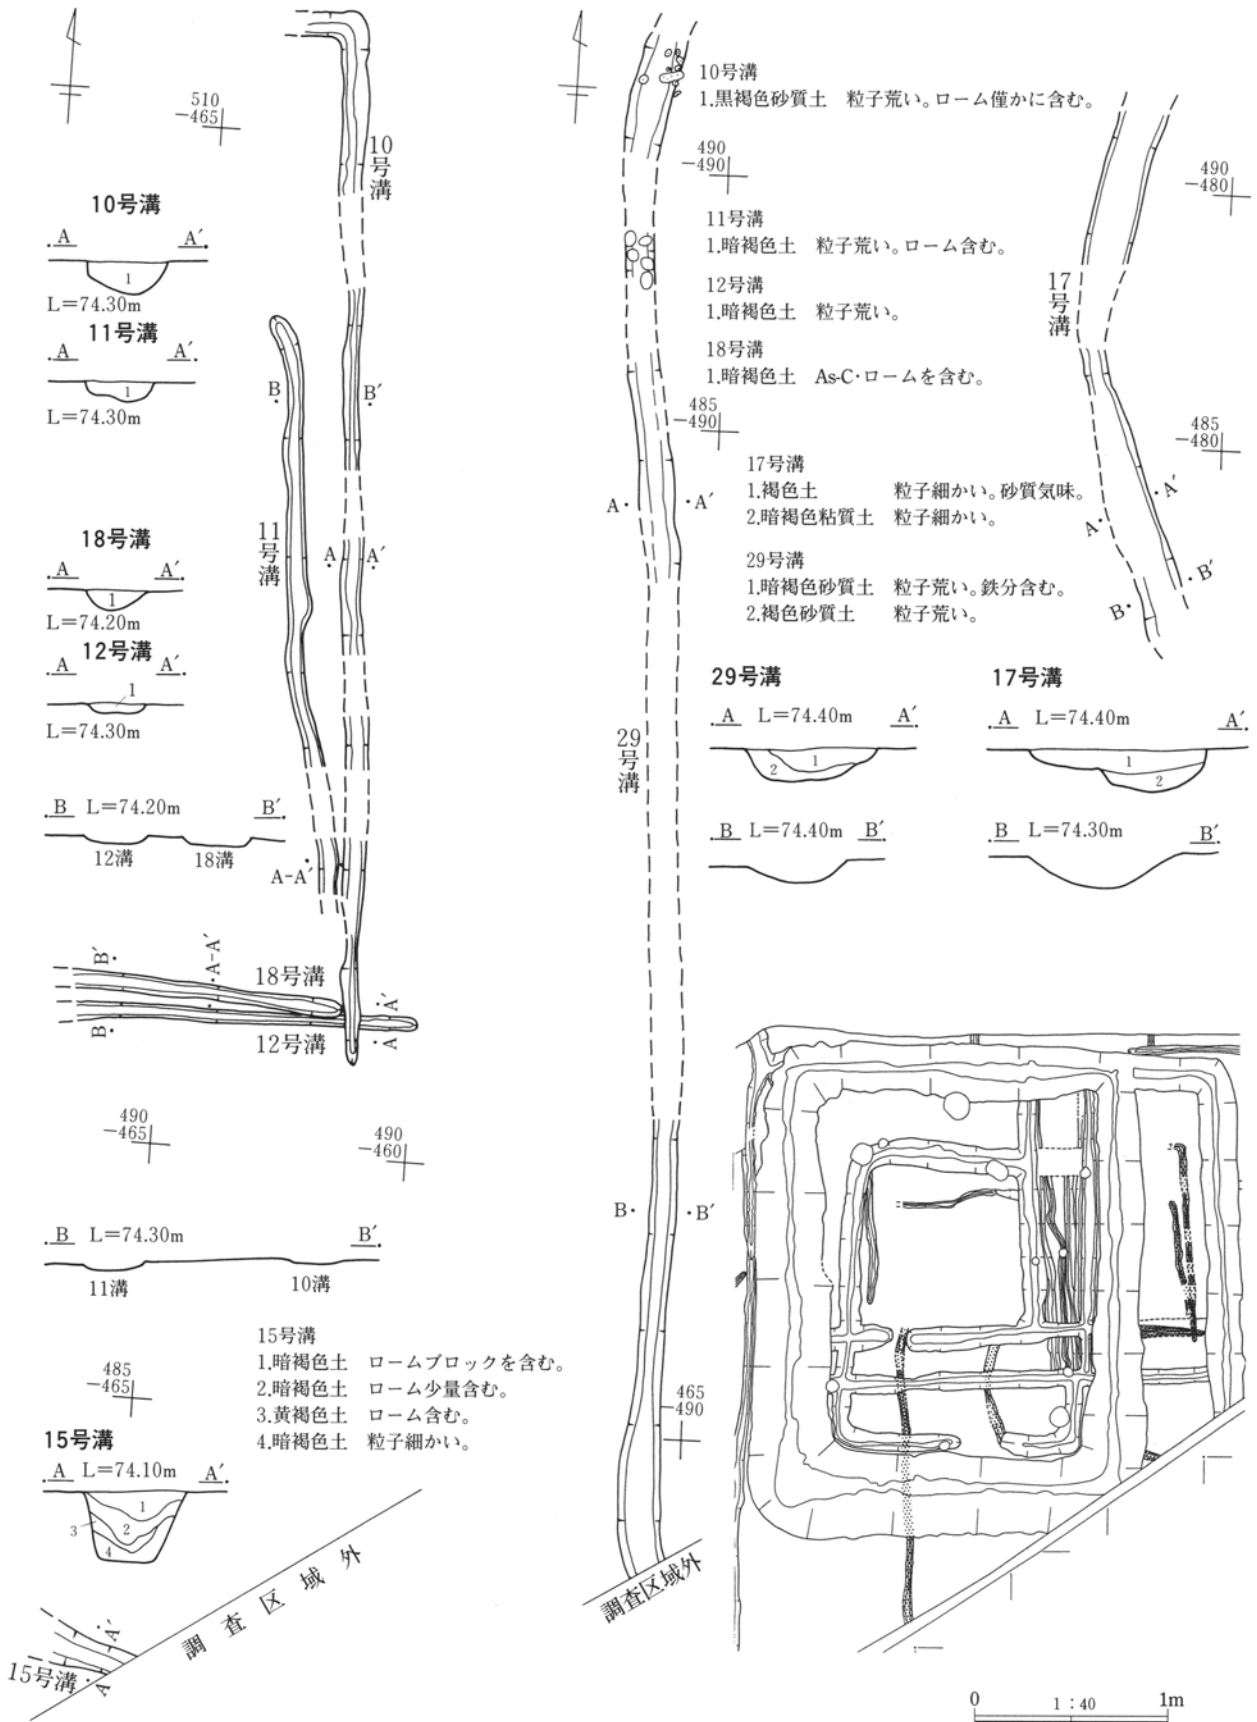 510
−465
10号溝
10号溝
A A′
1
L=74.30m
11号溝
A A′
1
L=74.30m
B B′
11号溝
A A′
18号溝
A A′
1
L=74.20m
12号溝
A A′
1
L=74.30m
B L=74.20m B′
12溝 18溝
A-A′
B′ A-A′
18号溝
A′
B
12号溝
A
490
−465
490
−460
B L=74.30m B′
11溝 10溝
15号溝
1.暗褐色土 ロームブロックを含む。
2.暗褐色土 ローム少量含む。
3.黄褐色土 ローム含む。
4.暗褐色土 粒子細かい。
485
−465
15号溝
A L=74.10m A′
1
2
3
4
調査区域外
A′
15号溝
A
10号溝
1.黒褐色砂質土 粒子荒い。ローム僅かに含む。
490
−490
11号溝
1.暗褐色土 粒子荒い。ローム含む。
12号溝
1.暗褐色土 粒子荒い。
18号溝
1.暗褐色土 As-C・ロームを含む。
485
−490
17号溝
1.褐色土 粒子細かい。砂質気味。
2.暗褐色粘質土 粒子細かい。
29号溝
1.暗褐色砂質土 粒子荒い。鉄分含む。
2.褐色砂質土 粒子荒い。
A A′
29号溝
B B′
465
−490
調査区域外
490
−480
17号溝
485
−480
A′
A
B′
B
29号溝
A L=74.40m A′
1
2
B L=74.40m B′
17号溝
A L=74.40m A′
1
2
B L=74.30m B′
0 1:40 1m